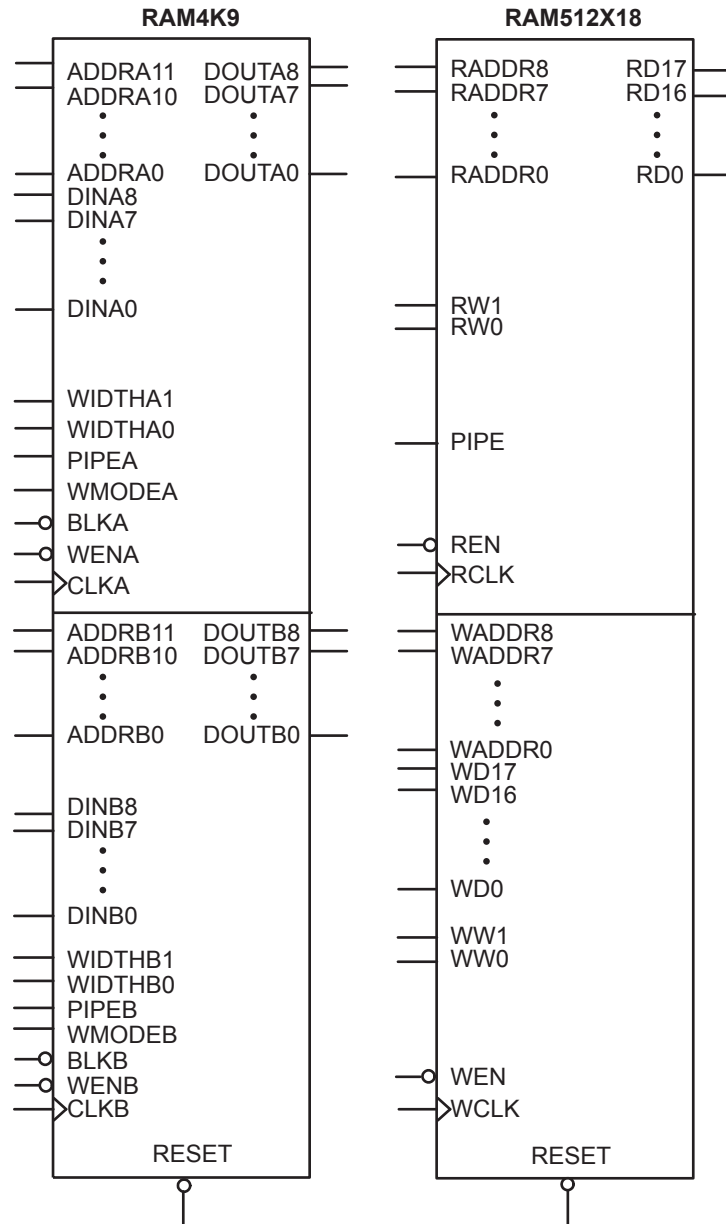 RAM4K9
ADDRA11 DOUTA8
ADDRA10 DOUTA7
ADDRA0 DOUTA0
DINA8
DINA7
DINA0
WIDTHA1
WIDTHA0
PIPEA
WMODEA
BLKA
WENA
CLKA
ADDRB11 DOUTB8
ADDRB10 DOUTB7
ADDRB0 DOUTB0
DINB8
DINB7
DINB0
WIDTHB1
WIDTHB0
PIPEB
WMODEB
BLKB
WENB
CLKB
RESET
RAM512X18
RADDR8 RD17
RADDR7 RD16
RADDR0 RD0
RW1
RW0
PIPE
REN
RCLK
WADDR8
WADDR7
WADDR0
WD17
WD16
WD0
WW1
WW0
WEN
WCLK
RESET